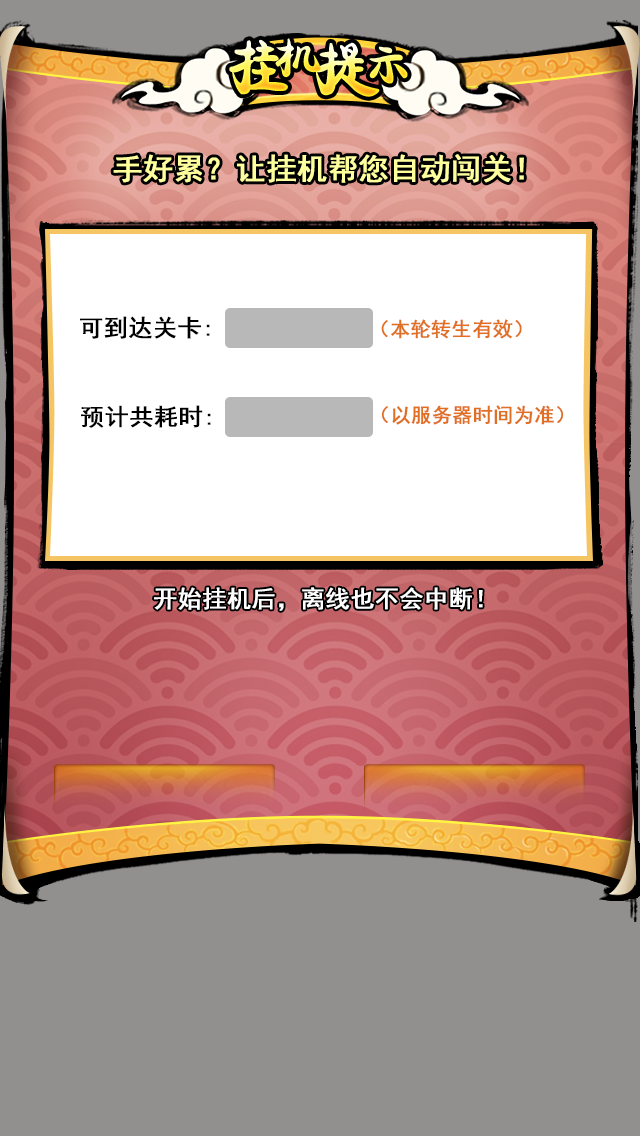 挂机提示
手好累？让挂机帮您自动闯关！
可到达关卡：
（本轮转生有效）
预计共耗时：
（以服务器时间为准）
开始挂机后，离线也不会中断！